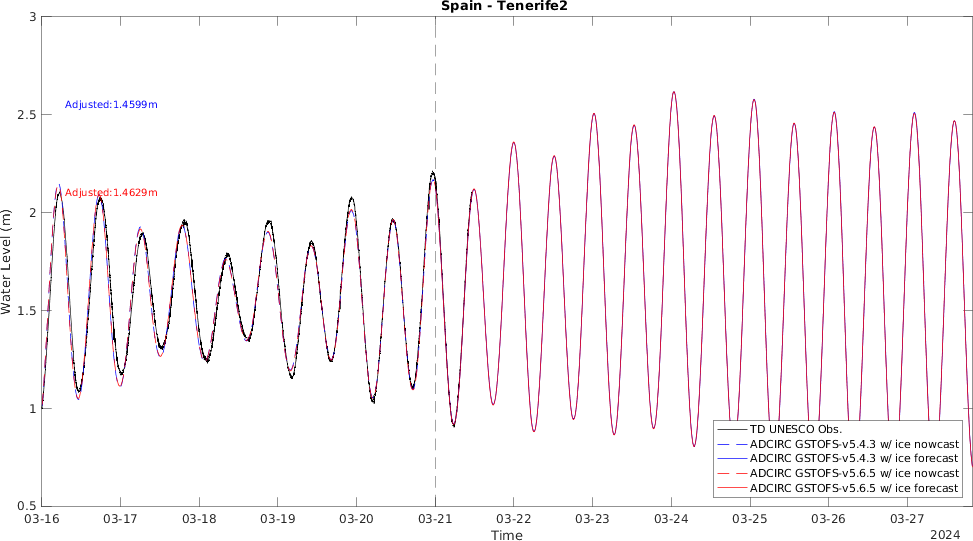 Spain - Tenerife2
3
2.5
2
1.5
1
0.5
Water Level (m)
Adjusted:1.4599m
Adjusted:1.4629m
TD UNESCO Obs.
ADCIRC GSTOFS-v5.4.3 w/ ice nowcast
ADCIRC GSTOFS-v5.4.3 w/ ice forecast
ADCIRC GSTOFS-v5.6.5 w/ ice nowcast
ADCIRC GSTOFS-v5.6.5 w/ ice forecast
03-16 03-17 03-18 03-19 03-20 03-21 03-22 03-23 03-24 03-25 03-26 03-27
Time
2024